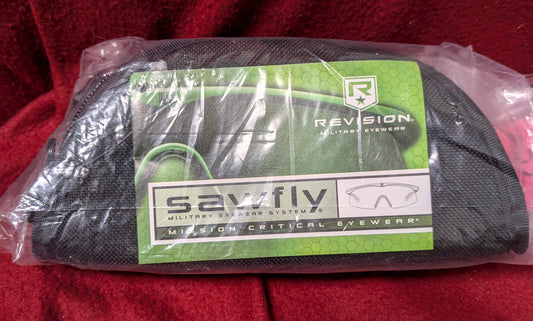 R
REVISION
MILITARY EYEWEAR
sawfly
MILITARY EYEWEAR SYSTEM®
MISSION CRITICAL EYEWEAR®